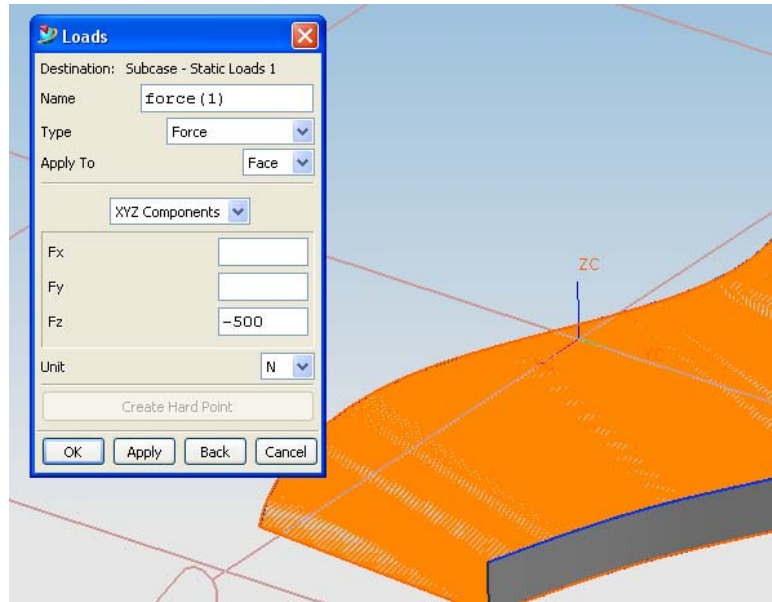 Loads
Destination: Subcase - Static Loads 1
Name force(1)
Type Force
Apply To Face
XYZ Components
Fx
Fy
Fz -500
Unit N
Create Hard Point
OK Apply Back Cancel
ZC